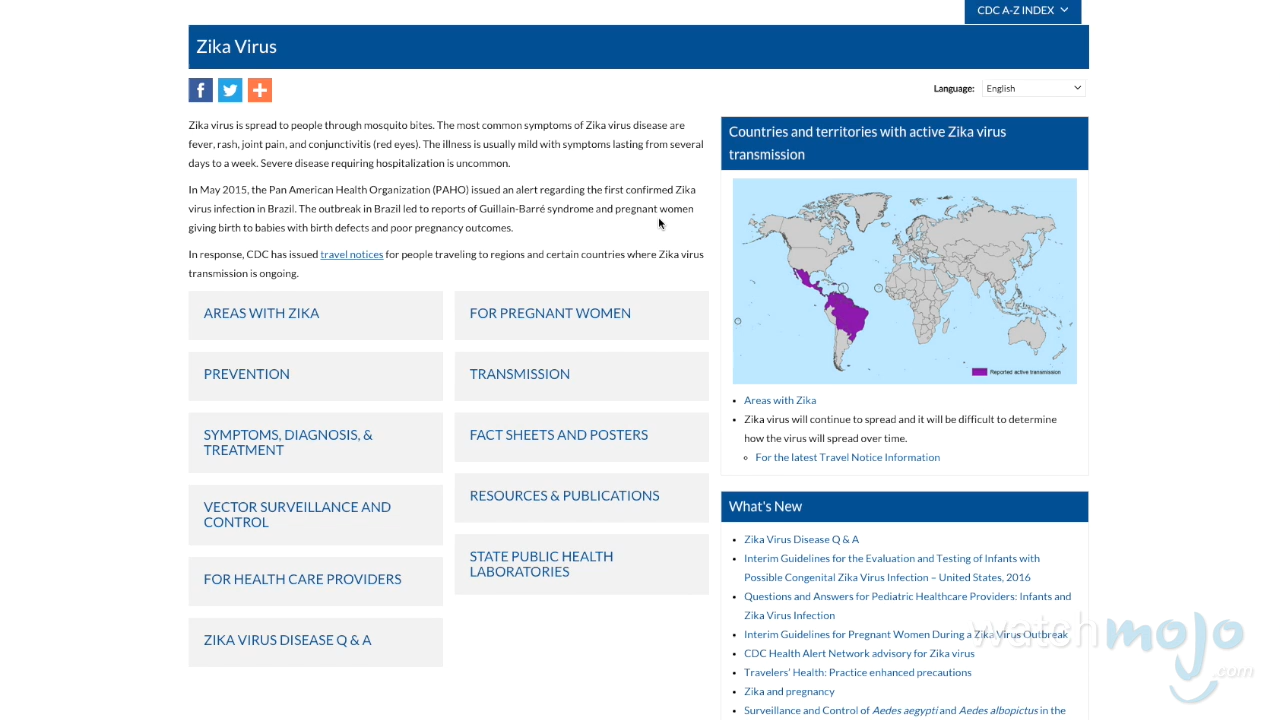 CDC A-Z INDEX
Zika Virus
Language: English
Zika virus is spread to people through mosquito bites. The most common symptoms of Zika virus disease are
fever, rash, joint pain, and conjunctivitis (red eyes). The illness is usually mild with symptoms lasting from several
days to a week. Severe disease requiring hospitalization is uncommon.
In May 2015, the Pan American Health Organization (PAHO) issued an alert regarding the first confirmed Zika
virus infection in Brazil. The outbreak in Brazil led to reports of Guillain-Barré syndrome and pregnant women
giving birth to babies with birth defects and poor pregnancy outcomes.
In response, CDC has issued travel notices for people traveling to regions and certain countries where Zika virus
transmission is ongoing.
AREAS WITH ZIKA
FOR PREGNANT WOMEN
PREVENTION
TRANSMISSION
SYMPTOMS, DIAGNOSIS, &
TREATMENT
FACT SHEETS AND POSTERS
VECTOR SURVEILLANCE AND
CONTROL
RESOURCES & PUBLICATIONS
FOR HEALTH CARE PROVIDERS
STATE PUBLIC HEALTH
LABORATORIES
ZIKA VIRUS DISEASE Q & A
Countries and territories with active Zika virus
transmission
Reported active transmission
Areas with Zika
Zika virus will continue to spread and it will be difficult to determine
how the virus will spread over time.
For the latest Travel Notice Information
What's New
Zika Virus Disease Q & A
Interim Guidelines for the Evaluation and Testing of Infants with
Possible Congenital Zika Virus Infection – United States, 2016
Questions and Answers for Pediatric Healthcare Providers: Infants and
Zika Virus Infection
Interim Guidelines for Pregnant Women During a Zika Virus Outbreak
CDC Health Alert Network advisory for Zika virus
Travelers' Health: Practice enhanced precautions
Zika and pregnancy
Surveillance and Control of Aedes aegypti and Aedes albopictus in the
watchmojo
.com